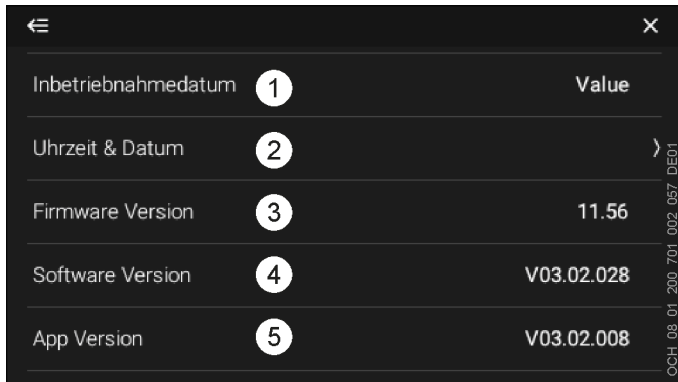 Inbetriebnahmedatum 1 Value
Uhrzeit & Datum 2
Firmware Version 3 11.56
Software Version 4 V03.02.028
App Version 5 V03.02.008
OCH 08 01 200 701 002 057 DE01